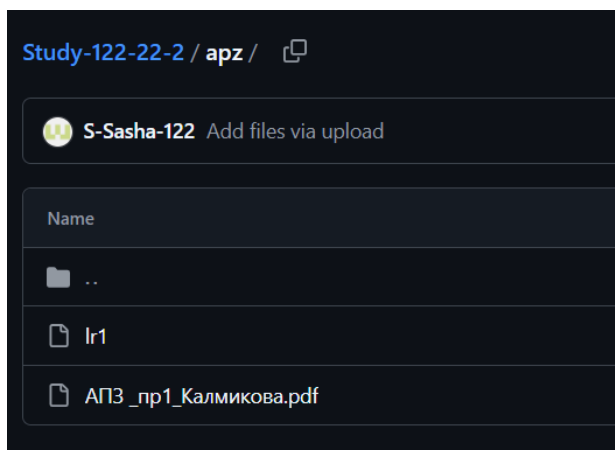 Study-122-22-2 / apz /
S-Sasha-122 Add files via upload
Name
..
lr1
АПЗ _пр1_Калмикова.pdf